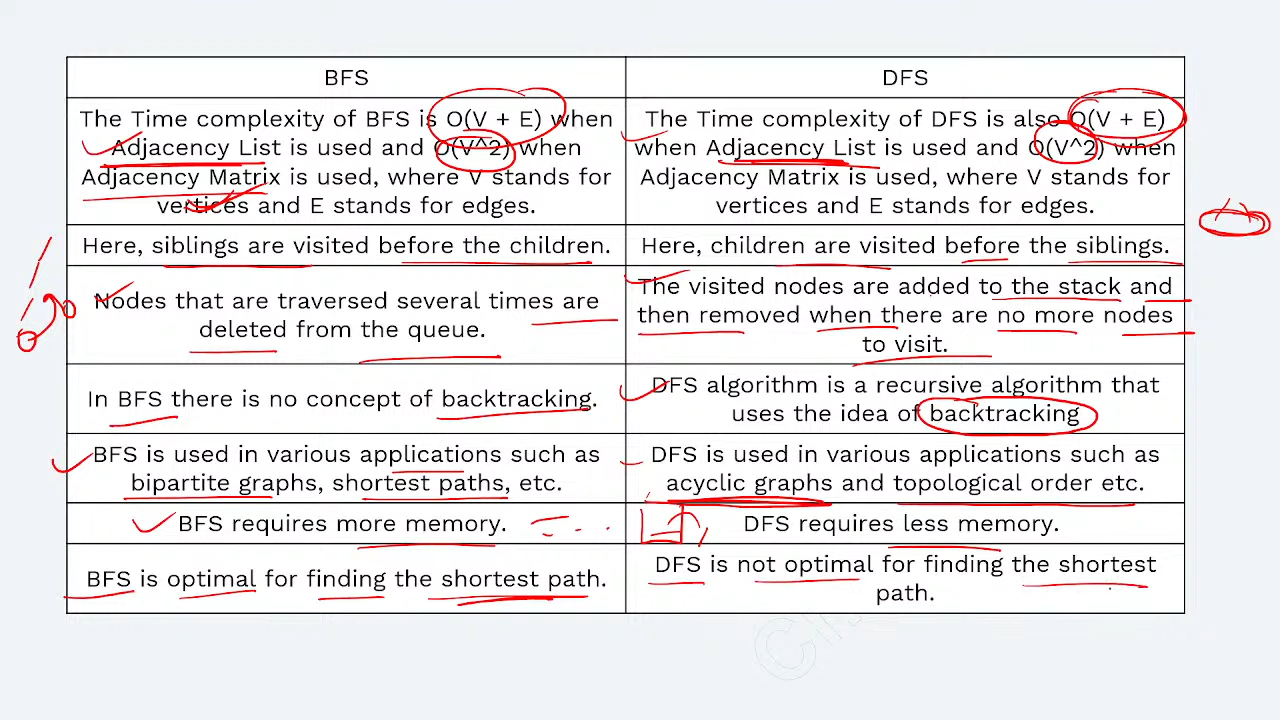 BFS
DFS
The Time complexity of BFS is O(V + E) when
Adjacency List is used and O(V^2) when
Adjacency Matrix is used, where V stands for
vertices and E stands for edges.
The Time complexity of DFS is also O(V + E)
when Adjacency List is used and O(V^2) when
Adjacency Matrix is used, where V stands for
vertices and E stands for edges.
Here, siblings are visited before the children.
Here, children are visited before the siblings.
Nodes that are traversed several times are
deleted from the queue.
The visited nodes are added to the stack and
then removed when there are no more nodes
to visit.
In BFS there is no concept of backtracking.
DFS algorithm is a recursive algorithm that
uses the idea of backtracking
BFS is used in various applications such as
bipartite graphs, shortest paths, etc.
DFS is used in various applications such as
acyclic graphs and topological order etc.
BFS requires more memory.
DFS requires less memory.
BFS is optimal for finding the shortest path.
DFS is not optimal for finding the shortest
path.